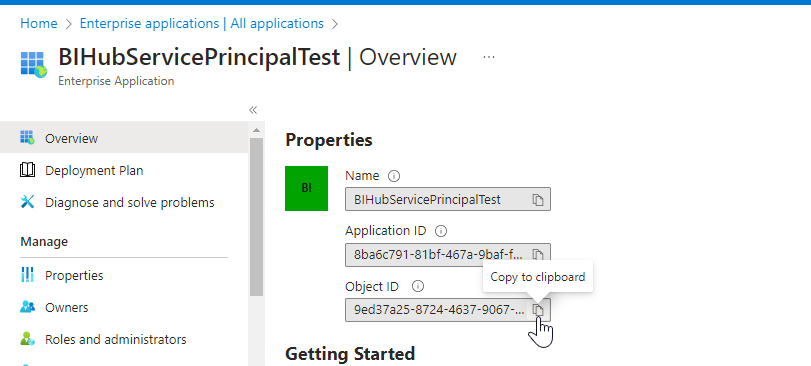 Home > Enterprise applications | All applications >
BIHubServicePrincipalTest | Overview ...
Enterprise Application
«
Overview
Deployment Plan
Diagnose and solve problems
Manage
Properties
Owners
Roles and administrators
Properties
BI
Name
BIHubServicePrincipalTest
Application ID
8ba6c791-81bf-467a-9baf-f...
Copy to clipboard
Object ID
9ed37a25-8724-4637-9067-...
Getting Started